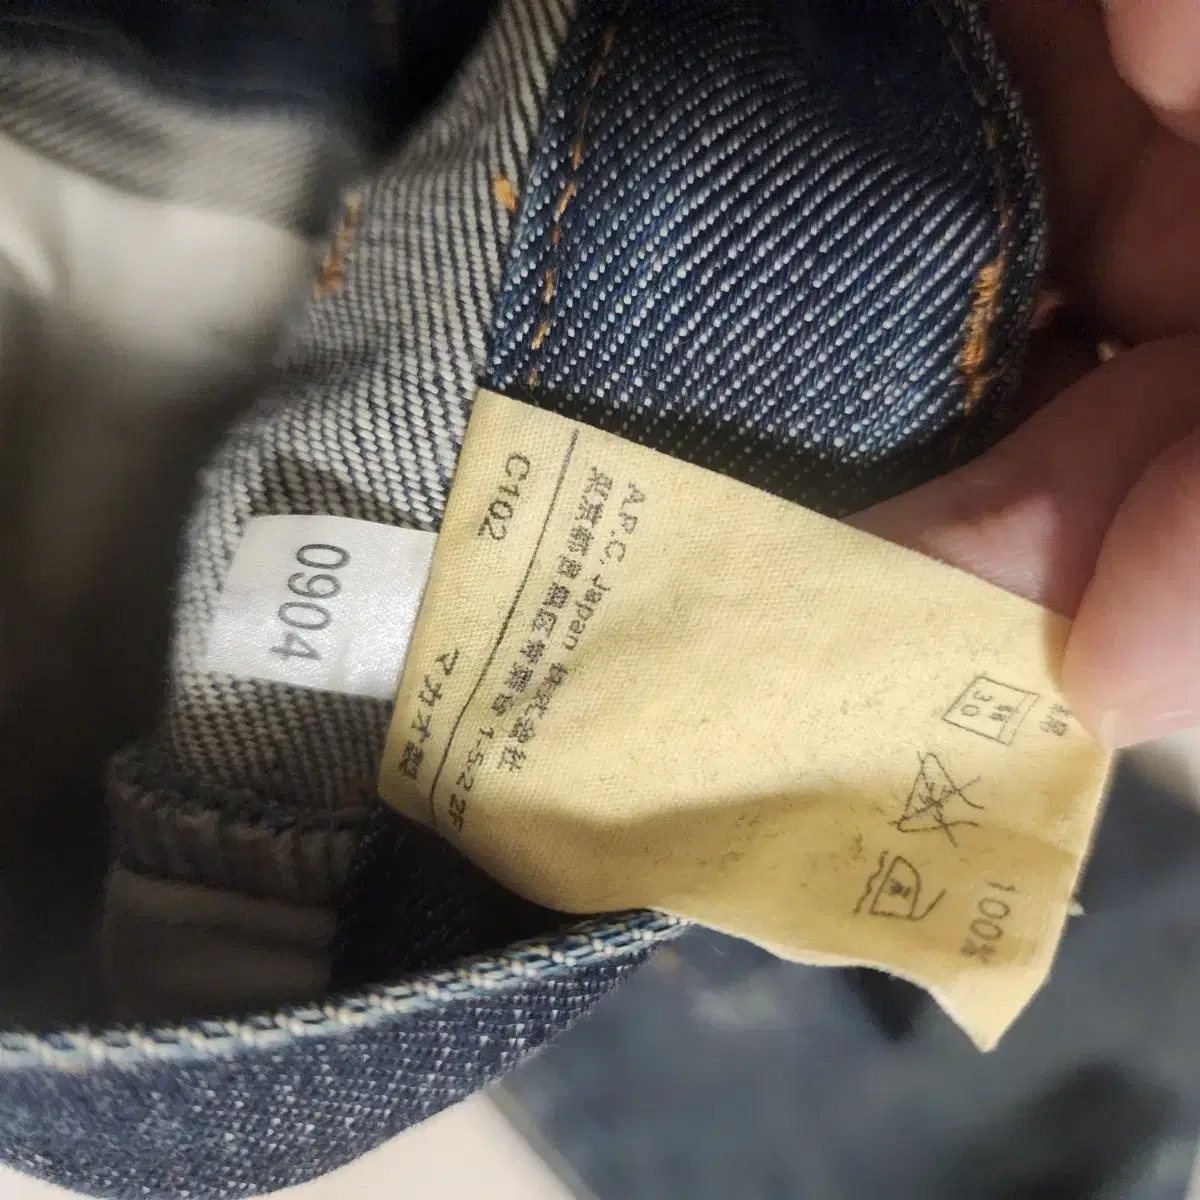 100%
30
A.P.C. Japan 株式会社
東京都目黒区青葉台 1-5-2 2F
C102 マカオ製
0904